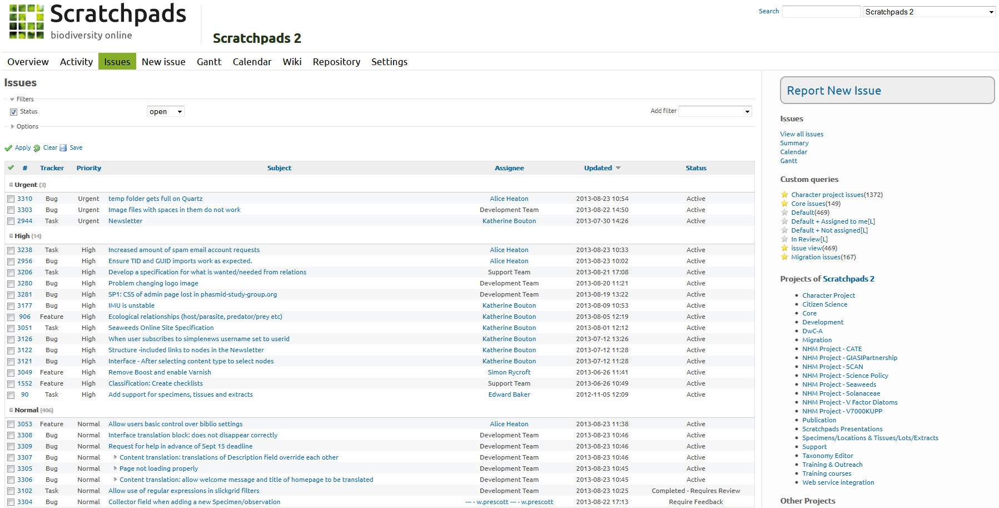 Scratchpads
biodiversity online
Scratchpads 2
Search
Scratchpads 2
Overview Activity Issues New issue Gantt Calendar Wiki Repository Settings
Issues
Filters
Status open Add filter
Options
Apply Clear Save
# Tracker Priority Subject Assignee Updated Status
Urgent (3)
3310 Bug Urgent temp folder gets full on Quartz Alice Heaton 2013-08-23 10:54 Active
3303 Bug Urgent Image files with spaces in them do not work Development Team 2013-08-22 14:50 Active
2944 Task Urgent Newsletter Katherine Bouton 2013-07-30 14:26 Active
High (14)
3238 Task High Increased amount of spam email account requests Alice Heaton 2013-08-23 10:33 Active
2956 Bug High Ensure TID and GUID imports work as expected. Alice Heaton 2013-08-23 10:02 Active
3206 Task High Develop a specification for what is wanted/needed from relations Support Team 2013-08-21 17:08 Active
3280 Bug High Problem changing logo image Development Team 2013-08-20 11:21 Active
3281 Bug High SP1: CSS of admin page lost in phasmid-study-group.org Development Team 2013-08-19 13:22 Active
3177 Bug High IMU is unstable Katherine Bouton 2013-08-09 10:53 Active
906 Feature High Ecological relationships (host/parasite, predator/prey etc) Katherine Bouton 2013-08-05 12:19 Active
3051 Task High Seaweeds Online Site Specification Katherine Bouton 2013-08-01 12:12 Active
3126 Bug High When user subscribes to simplenews username set to userid Katherine Bouton 2013-07-12 13:26 Active
3122 Bug High Structure -included links to nodes in the Newsletter Katherine Bouton 2013-07-12 11:28 Active
3121 Bug High Interface - After selecting content type to select nodes Katherine Bouton 2013-07-12 11:28 Active
3049 Feature High Remove Boost and enable Varnish Simon Rycroft 2013-06-26 11:41 Active
1552 Feature High Classification: Create checklists Support Team 2013-06-26 10:49 Active
90 Task High Add support for specimens, tissues and extracts Edward Baker 2012-11-05 12:09 Active
Normal (406)
3053 Feature Normal Allow users basic control over biblio settings Alice Heaton 2013-08-23 11:38 Active
3308 Bug Normal Interface translation block: does not disappear correctly Development Team 2013-08-23 10:46 Active
3309 Bug Normal Request for help in advance of Sept 15 deadline Development Team 2013-08-23 10:46 Active
3307 Bug Normal Content translation: translations of Description field override each other Development Team 2013-08-23 10:46 Active
3305 Bug Normal Page not loading properly Development Team 2013-08-23 10:45 Active
3306 Bug Normal Content translation: allow welcome message and title of homepage to be translated Development Team 2013-08-23 10:45 Active
3102 Task Normal Allow use of regular expressions in slickgrid filters Development Team 2013-08-23 10:25 Completed - Requires Review
3304 Bug Normal Collector field when adding a new Specimen/observation --- - w.prescott --- - w.prescott 2013-08-22 17:13 Require Feedback
Report New Issue
Issues
View all issues
Summary
Calendar
Gantt
Custom queries
Character project issues(1372)
Core issues(149)
Default(469)
Default + Assigned to me[L]
Default + Not assigned[L]
In Review[L]
issue view(469)
Migration issues(167)
Projects of Scratchpads 2
Character Project
Citizen Science
Core
Development
DwC-A
Migration
NHM Project - CATE
NHM Project - GIASIPartnership
NHM Project - SCAN
NHM Project - Science Policy
NHM Project - Seaweeds
NHM Project - Solanaceae
NHM Project - V Factor Diatoms
NHM Project - V7000KUPP
Publication
Scratchpads Presentations
Specimens/Locations & Tissues/Lots/Extracts
Support
Taxonomy Editor
Training & Outreach
Training courses
Web service integration
Other Projects